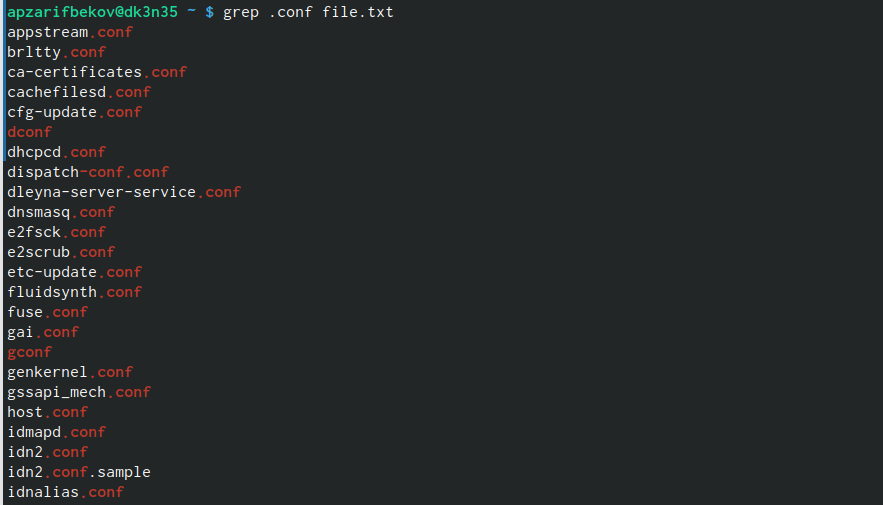 apzarifbekov@dk3n35 ~ $ grep .conf file.txt
appstream.conf
brltty.conf
ca-certificates.conf
cachefilesd.conf
cfg-update.conf
dconf
dhcpcd.conf
dispatch-conf.conf
dleyna-server-service.conf
dnsmasq.conf
e2fsck.conf
e2scrub.conf
etc-update.conf
fluidsynth.conf
fuse.conf
gai.conf
gconf
genkernel.conf
gssapi_mech.conf
host.conf
idmapd.conf
idn2.conf
idn2.conf.sample
idnalias.conf